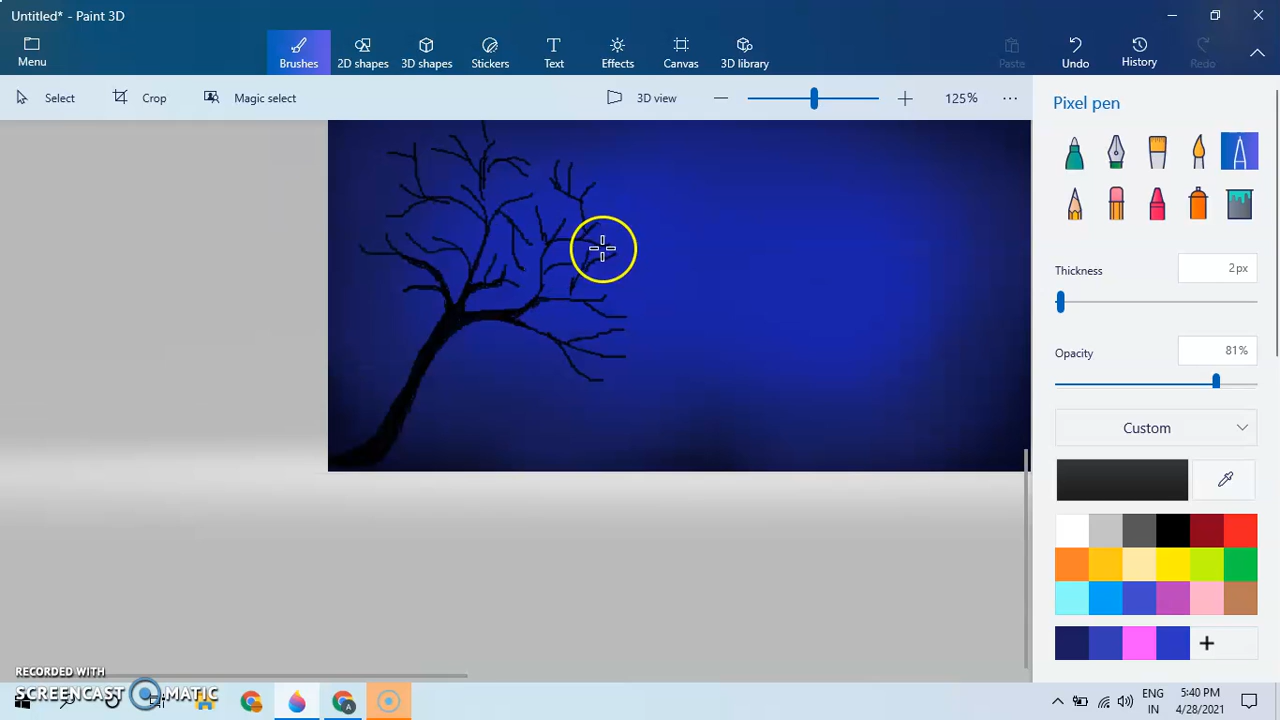 Untitled* - Paint 3D
Menu
Brushes
2D shapes
3D shapes
Stickers
Text
Effects
Canvas
3D library
Paste
Undo
History
Redo
Select
Crop
Magic select
3D view
125%
Pixel pen
Thickness
2px
Opacity
81%
Custom
RECORDED WITH
SCREENCAST MATIC
ENG
IN
5:40 PM
4/28/2021